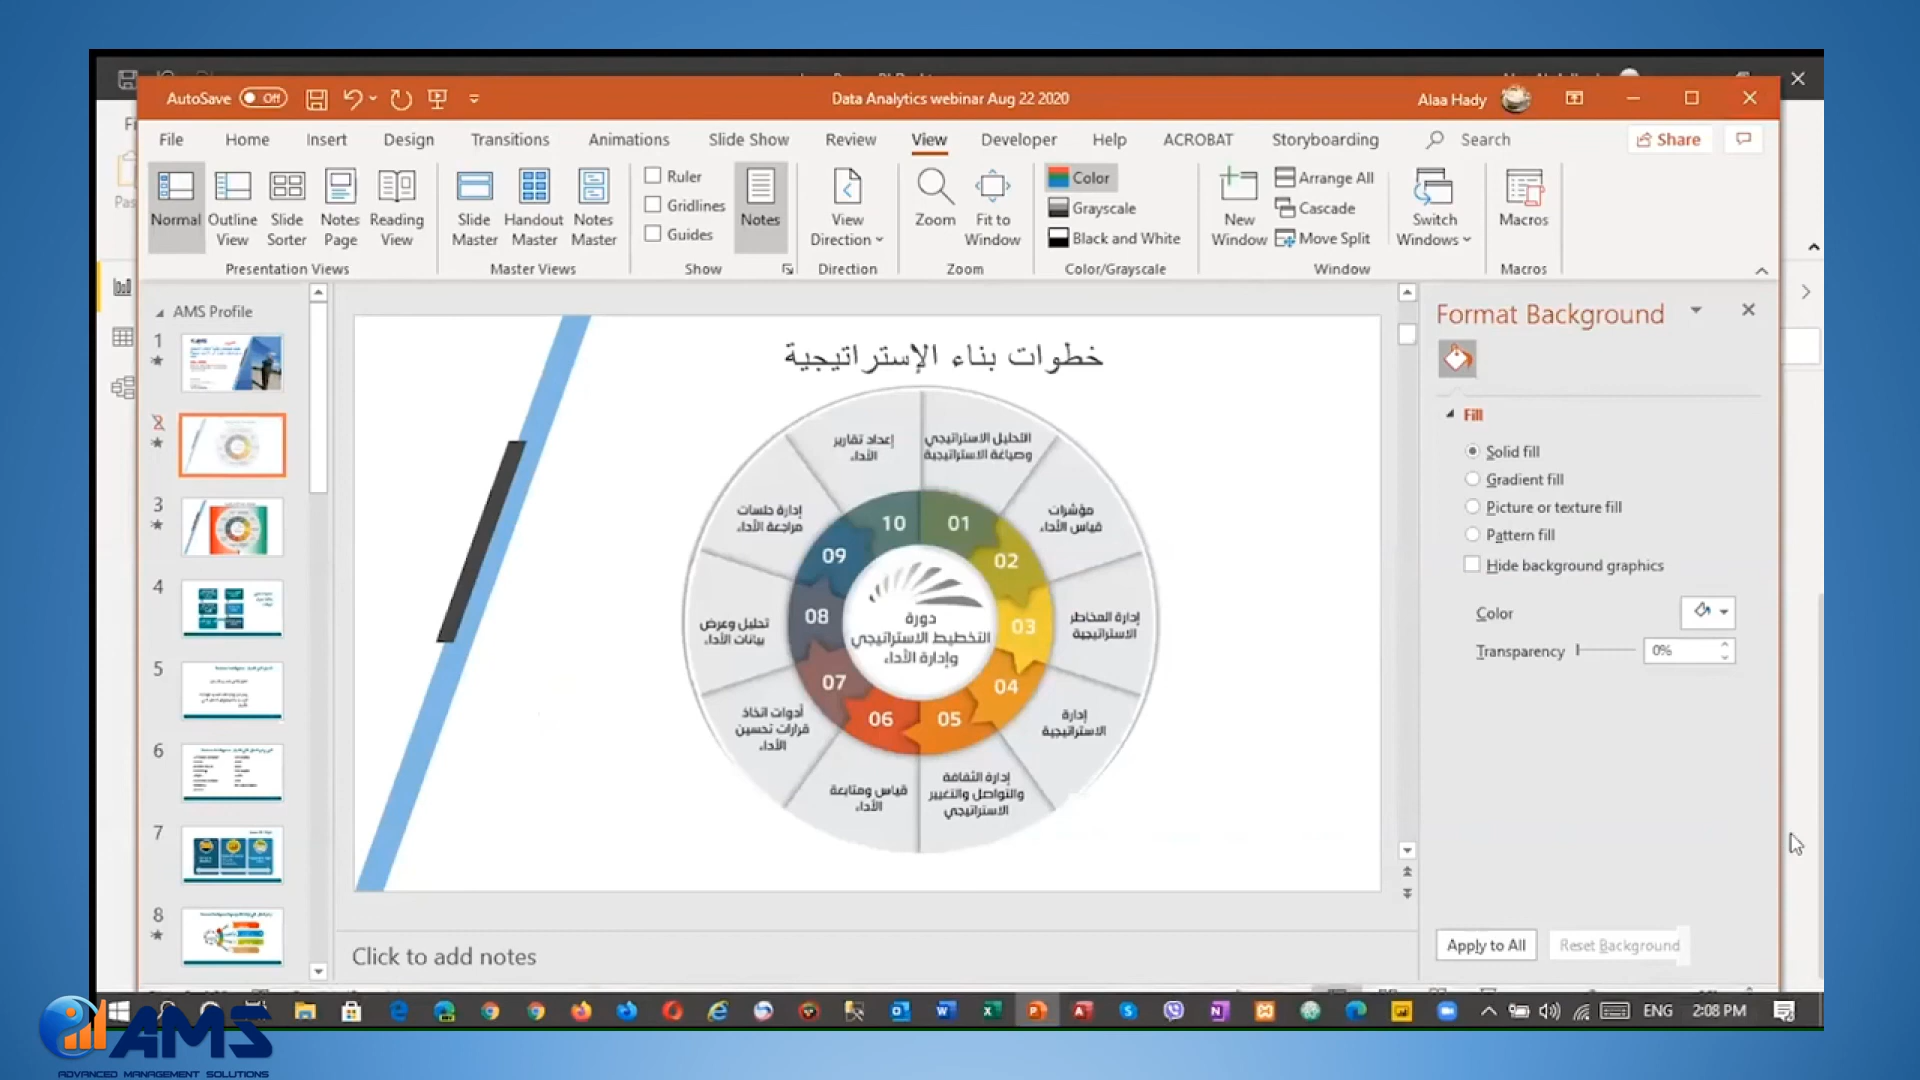 AutoSave Off
Data Analytics webinar Aug 22 2020
Alaa Hady
File Home Insert Design Transitions Animations Slide Show Review View Developer Help ACROBAT Storyboarding Search Share
Normal
Outline View
Slide Sorter
Notes Page
Reading View
Presentation Views
Slide Master
Handout Master
Notes Master
Master Views
Ruler
Gridlines
Guides
Show
Notes
View Direction
Direction
Zoom
Fit to Window
Zoom
Color
Grayscale
Black and White
Color/Grayscale
New Window
Arrange All
Cascade
Move Split
Switch Windows
Window
Macros
Macros
AMS Profile
1
2
3
4
5
6
7
8
خطوات بناء الإستراتيجية
التحليل الاستراتيجي
وصياغة الاستراتيجية
مؤشرات
قياس الأداء
إدارة المخاطر
الاستراتيجية
إدارة
الاستراتيجية
إدارة الثقافة
والتواصل والتغيير
الاستراتيجي
قياس ومتابعة
الأداء
أدوات اتخاذ
قرارات تحسين
الأداء
تحليل وعرض
بيانات الأداء
إدارة جلسات
مراجعة الأداء
إعداد تقارير
الأداء
01
02
03
04
05
06
07
08
09
10
دورة
التخطيط الاستراتيجي
وإدارة الأداء
Click to add notes
Format Background
Fill
Solid fill
Gradient fill
Picture or texture fill
Pattern fill
Hide background graphics
Color
Transparency 0%
Apply to All
Reset Background
ENG 2:08 PM
AMS
ADVANCED MANAGEMENT SOLUTIONS